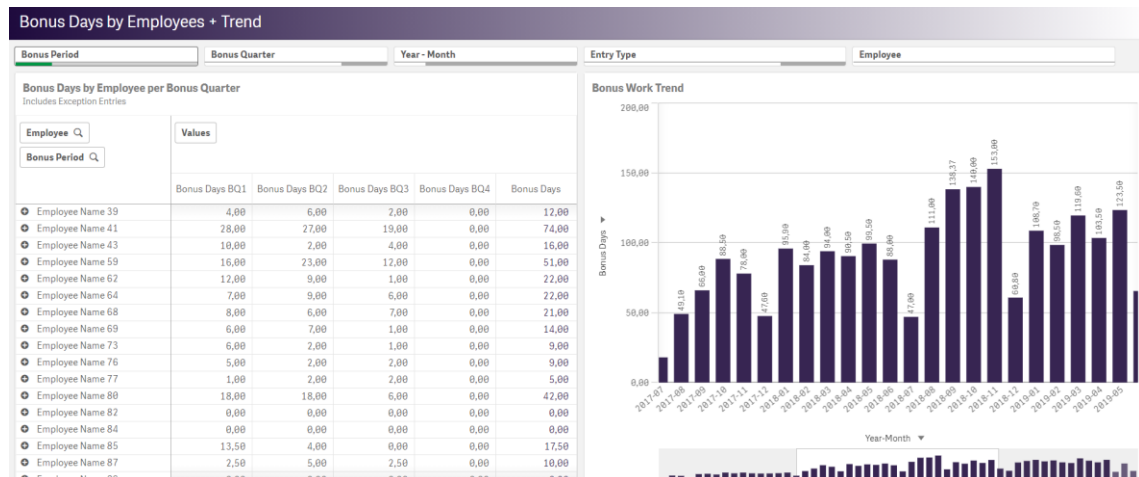 Bonus Days by Employees + Trend
Bonus Period Bonus Quarter Year - Month Entry Type Employee
Bonus Days by Employee per Bonus Quarter
Includes Exception Entries
Employee Values
Bonus Period
Bonus Days BQ1 Bonus Days BQ2 Bonus Days BQ3 Bonus Days BQ4 Bonus Days
Employee Name 39 4,00 6,00 2,00 0,00 12,00
Employee Name 41 28,00 27,00 19,00 0,00 74,00
Employee Name 43 10,00 2,00 4,00 0,00 16,00
Employee Name 59 16,00 23,00 12,00 0,00 51,00
Employee Name 62 12,00 9,00 1,00 0,00 22,00
Employee Name 64 7,00 9,00 6,00 0,00 22,00
Employee Name 68 8,00 6,00 7,00 0,00 21,00
Employee Name 69 6,00 7,00 1,00 0,00 14,00
Employee Name 73 6,00 2,00 1,00 0,00 9,00
Employee Name 76 5,00 2,00 2,00 0,00 9,00
Employee Name 77 1,00 2,00 2,00 0,00 5,00
Employee Name 80 18,00 18,00 6,00 0,00 42,00
Employee Name 82 0,00 0,00 0,00 0,00 0,00
Employee Name 84 0,00 0,00 0,00 0,00 0,00
Employee Name 85 13,50 4,00 0,00 0,00 17,50
Employee Name 87 2,50 5,00 2,50 0,00 10,00
Bonus Work Trend
200,00
150,00
100,00
50,00
0,00
Bonus Days
49,10 66,00 88,50 78,00 47,60 95,90 84,00 94,00 90,50 99,50 88,00 47,00 111,00 138,37 140,00 153,00 60,80 108,70 98,50 119,60 103,50 123,50
2017-07 2017-08 2017-09 2017-10 2017-11 2017-12 2018-01 2018-02 2018-03 2018-04 2018-05 2018-06 2018-07 2018-08 2018-09 2018-10 2018-11 2018-12 2019-01 2019-02 2019-03 2019-04 2019-05
Year-Month